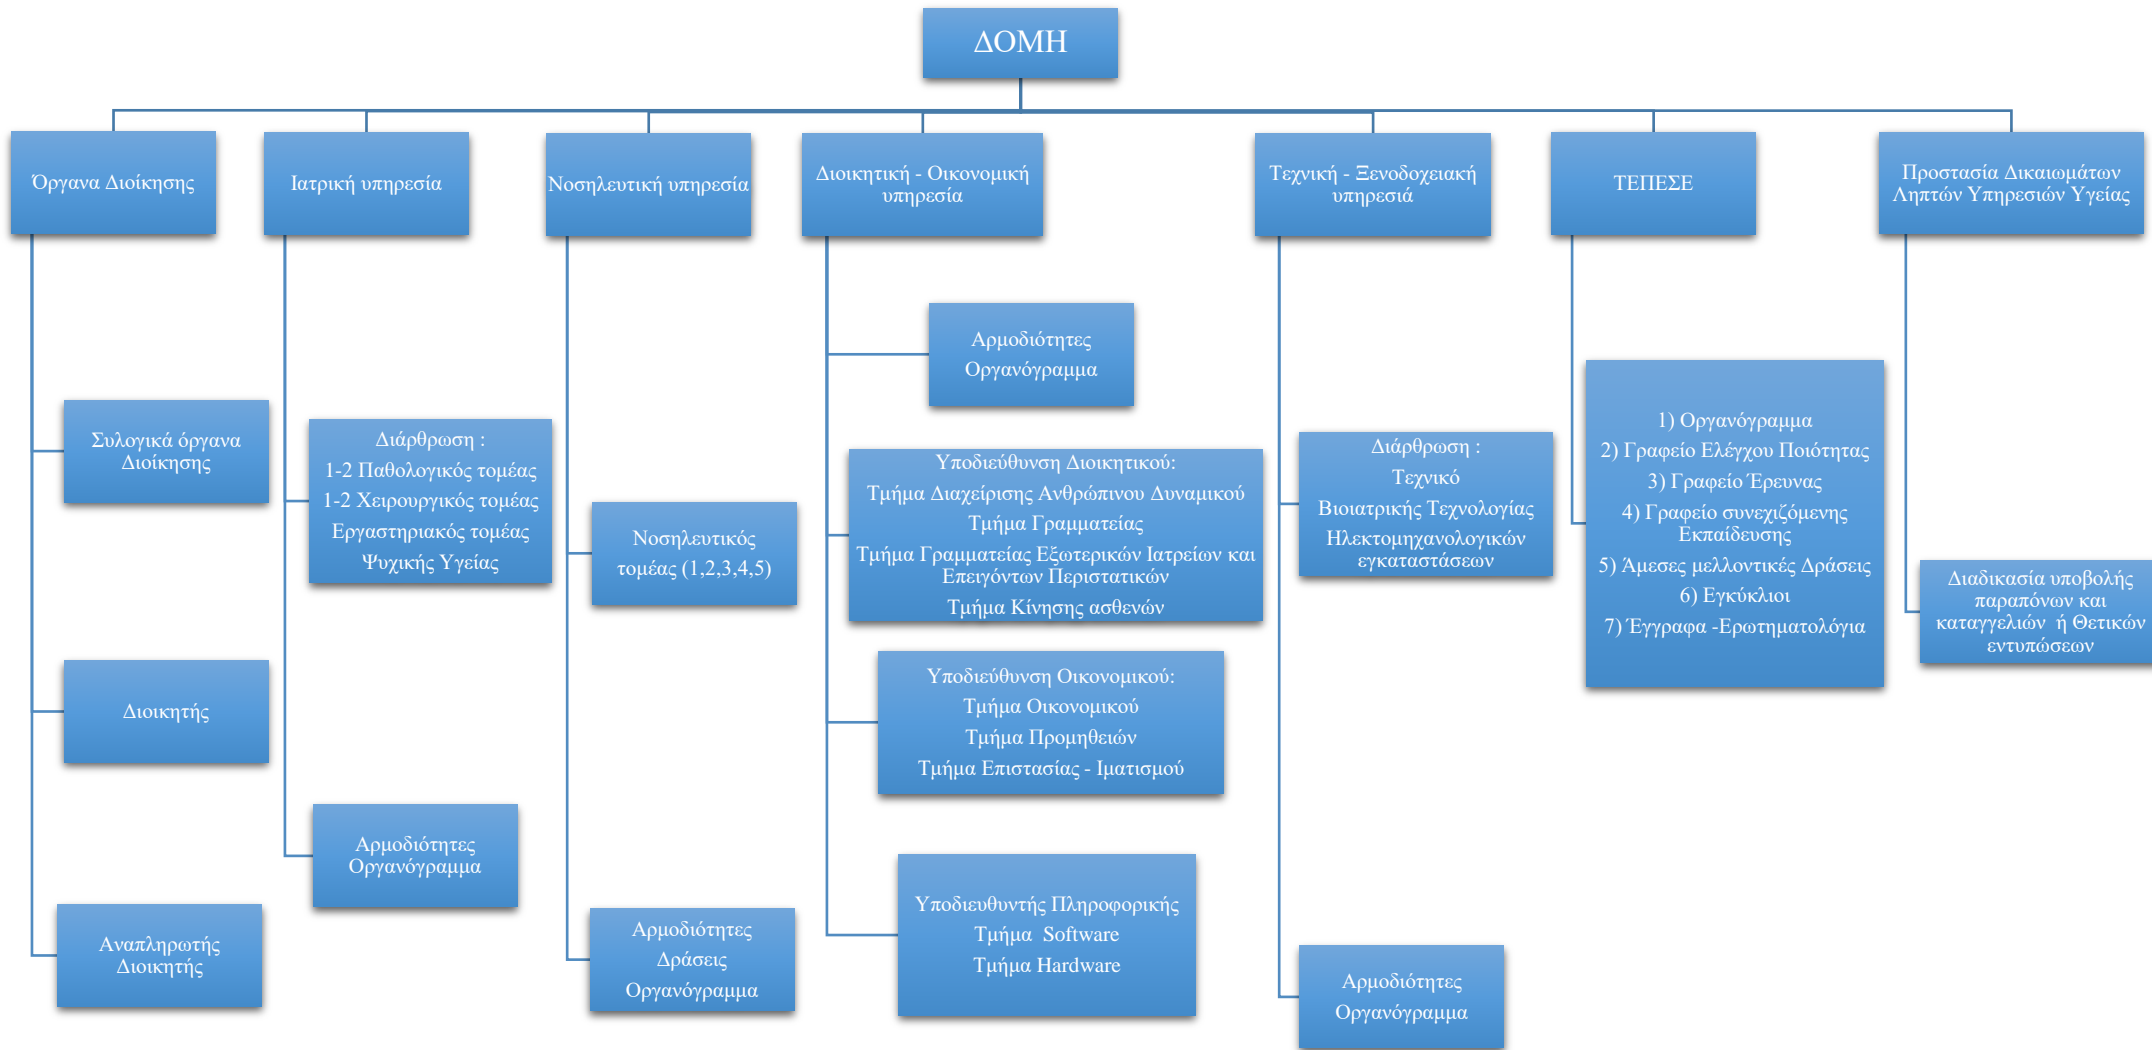 ΔΟΜΗ
Όργανα Διοίκησης
Συλογικά όργανα
Διοίκησης
Διοικητής
Αναπληρωτής
Διοικητής
Ιατρική υπηρεσία
Διάρθρωση :
1-2 Παθολογικός τομέας
1-2 Χειρουργικός τομέας
Εργαστηριακός τομέας
Ψυχικής Υγείας
Αρμοδιότητες
Οργανόγραμμα
Νοσηλευτική υπηρεσία
Νοσηλευτικός
τομέας (1,2,3,4,5)
Αρμοδιότητες
Δράσεις
Οργανόγραμμα
Διοικητική - Οικονομική
υπηρεσία
Αρμοδιότητες
Οργανόγραμμα
Υποδιεύθυνση Διοικητικού:
Τμήμα Διαχείρισης Ανθρώπινου Δυναμικού
Τμήμα Γραμματείας
Τμήμα Γραμματείας Εξωτερικών Ιατρείων και
Επειγόντων Περιστατικών
Τμήμα Κίνησης ασθενών
Υποδιεύθυνση Οικονομικού:
Τμήμα Οικονομικού
Τμήμα Προμηθειών
Τμήμα Επιστασίας - Ιματισμού
Υποδιευθυντής Πληροφορικής
Τμήμα  Software
Τμήμα Hardware
Τεχνική - Ξενοδοχειακή
υπηρεσιά
Διάρθρωση :
Τεχνικό
Βιοιατρικής Τεχνολογίας
Ηλεκτομηχανολογικών
εγκαταστάσεων
Αρμοδιότητες
Οργανόγραμμα
ΤΕΠΕΣΕ
1) Οργανόγραμμα
2) Γραφείο Ελέγχου Ποιότητας
3) Γραφείο Έρευνας
4) Γραφείο συνεχιζόμενης
Εκπαίδευσης
5) Άμεσες μελλοντικές Δράσεις
6) Εγκύκλιοι
7) Έγγραφα -Ερωτηματολόγια
Προστασία Δικαιωμάτων
Ληπτών Υπηρεσιών Υγείας
Διαδικασία υποβολής
παραπόνων και
καταγγελιών  ή Θετικών
εντυπώσεων